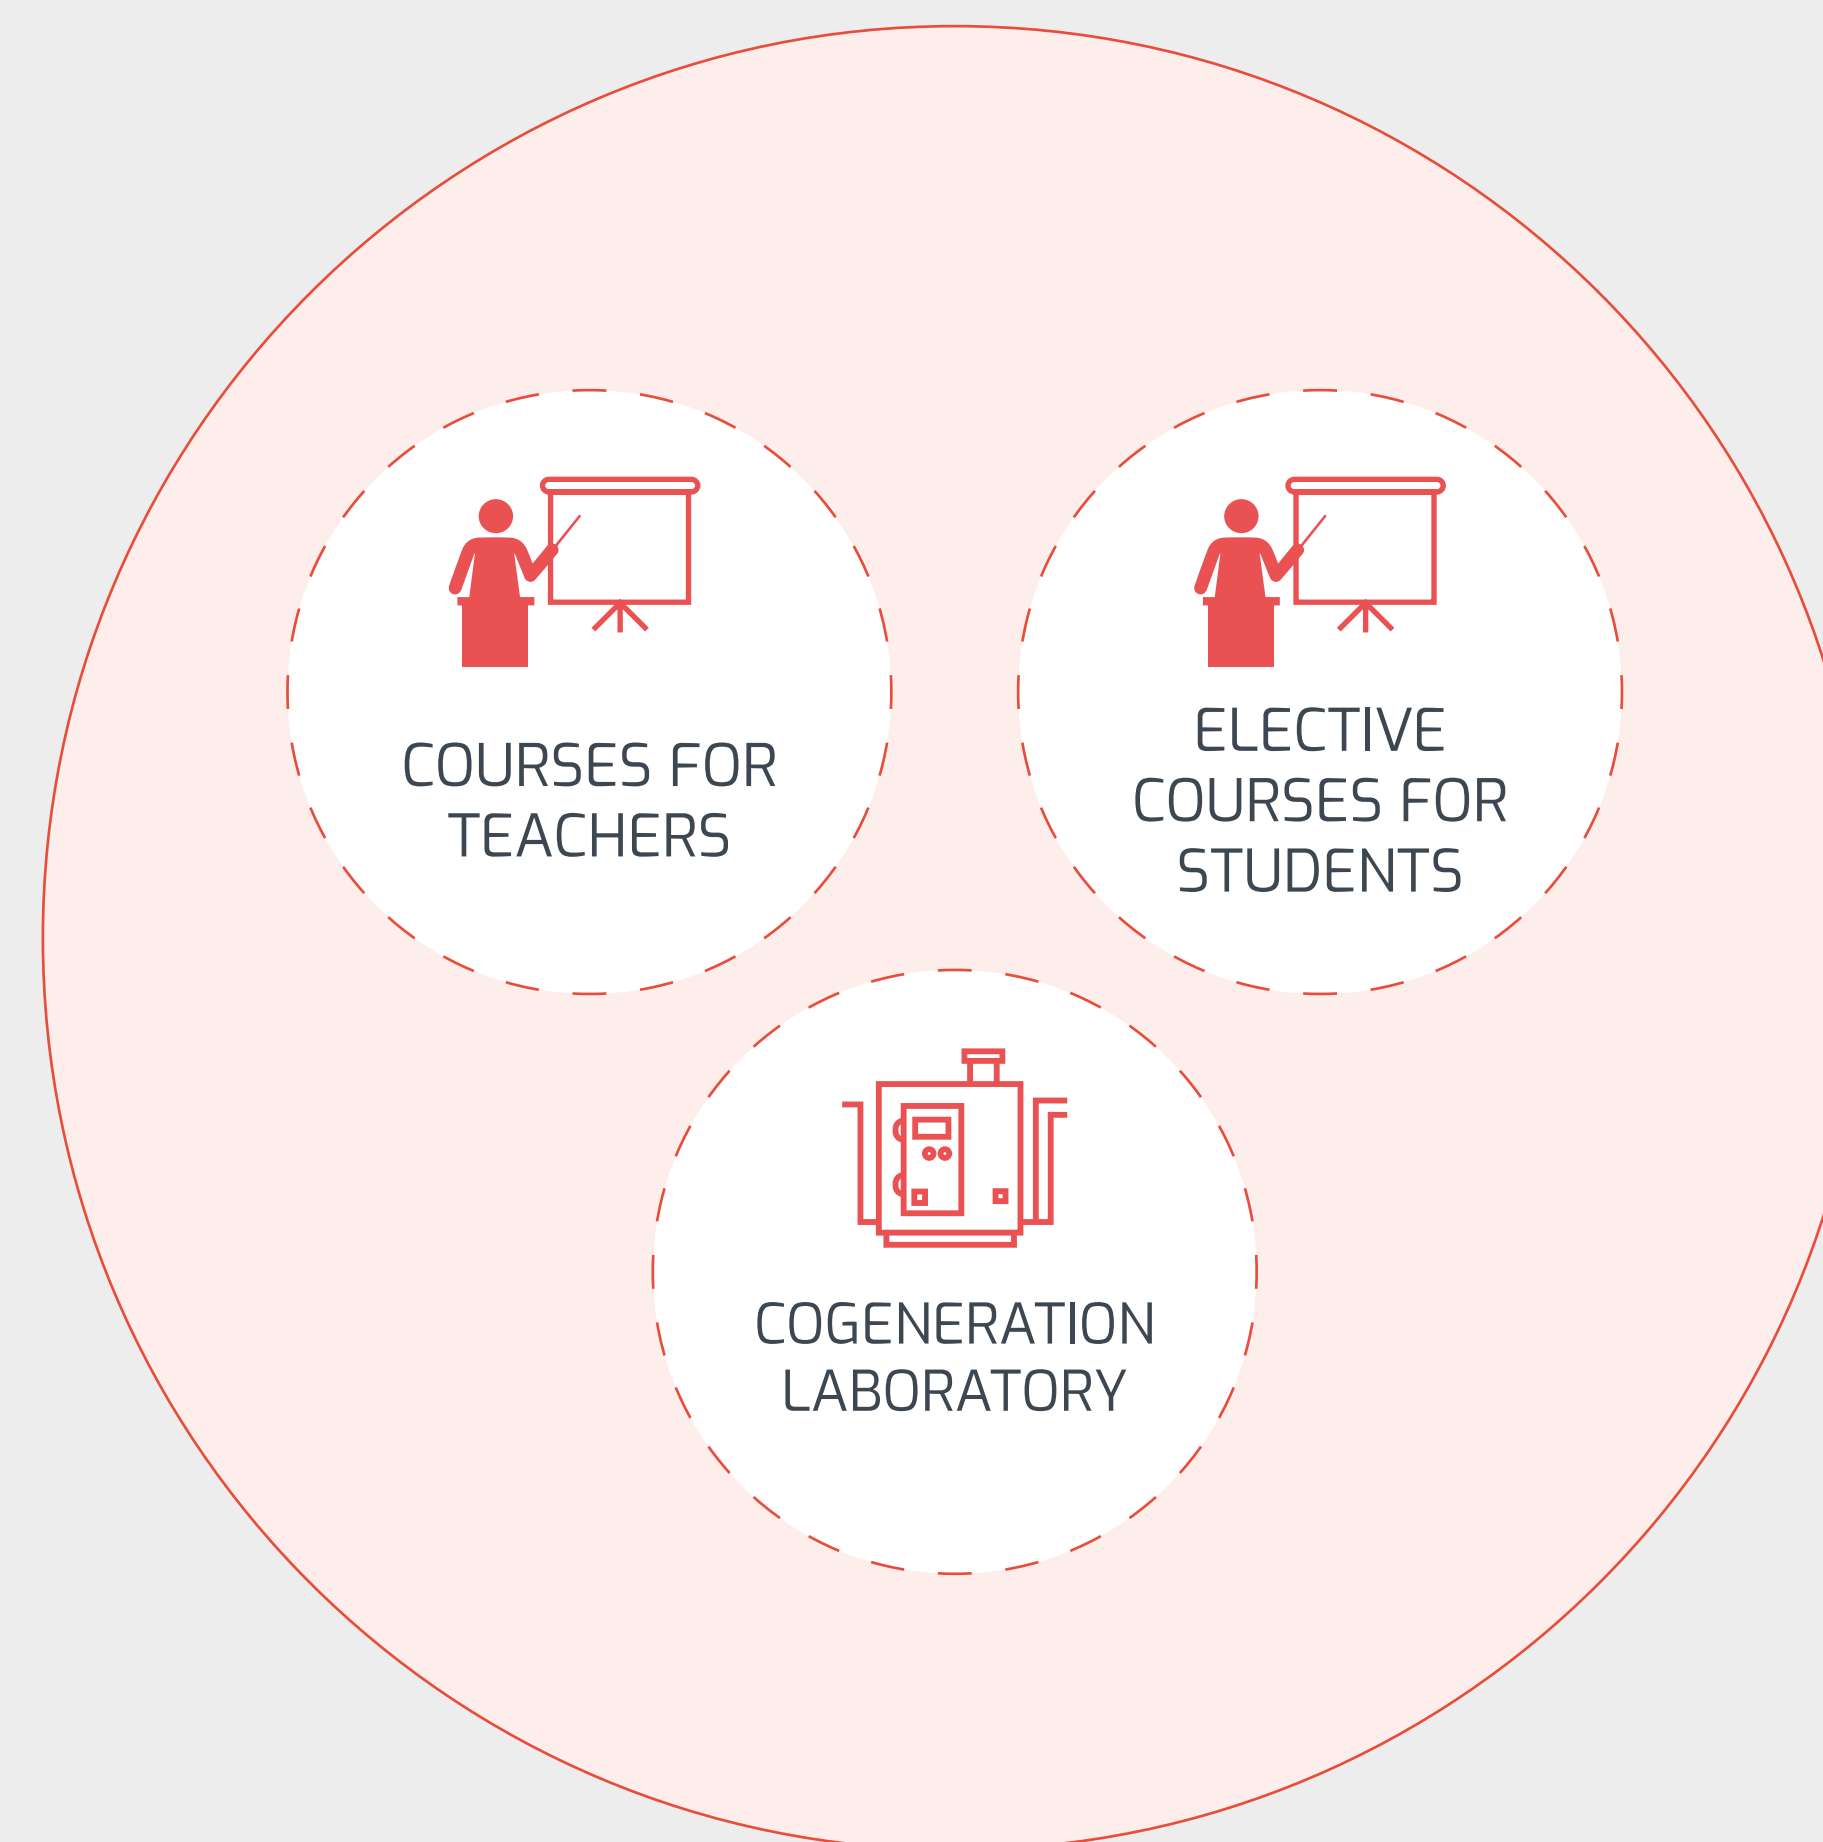 COURSES FOR
TEACHERS
ELECTIVE
COURSES FOR
STUDENTS
COGENERATION
LABORATORY